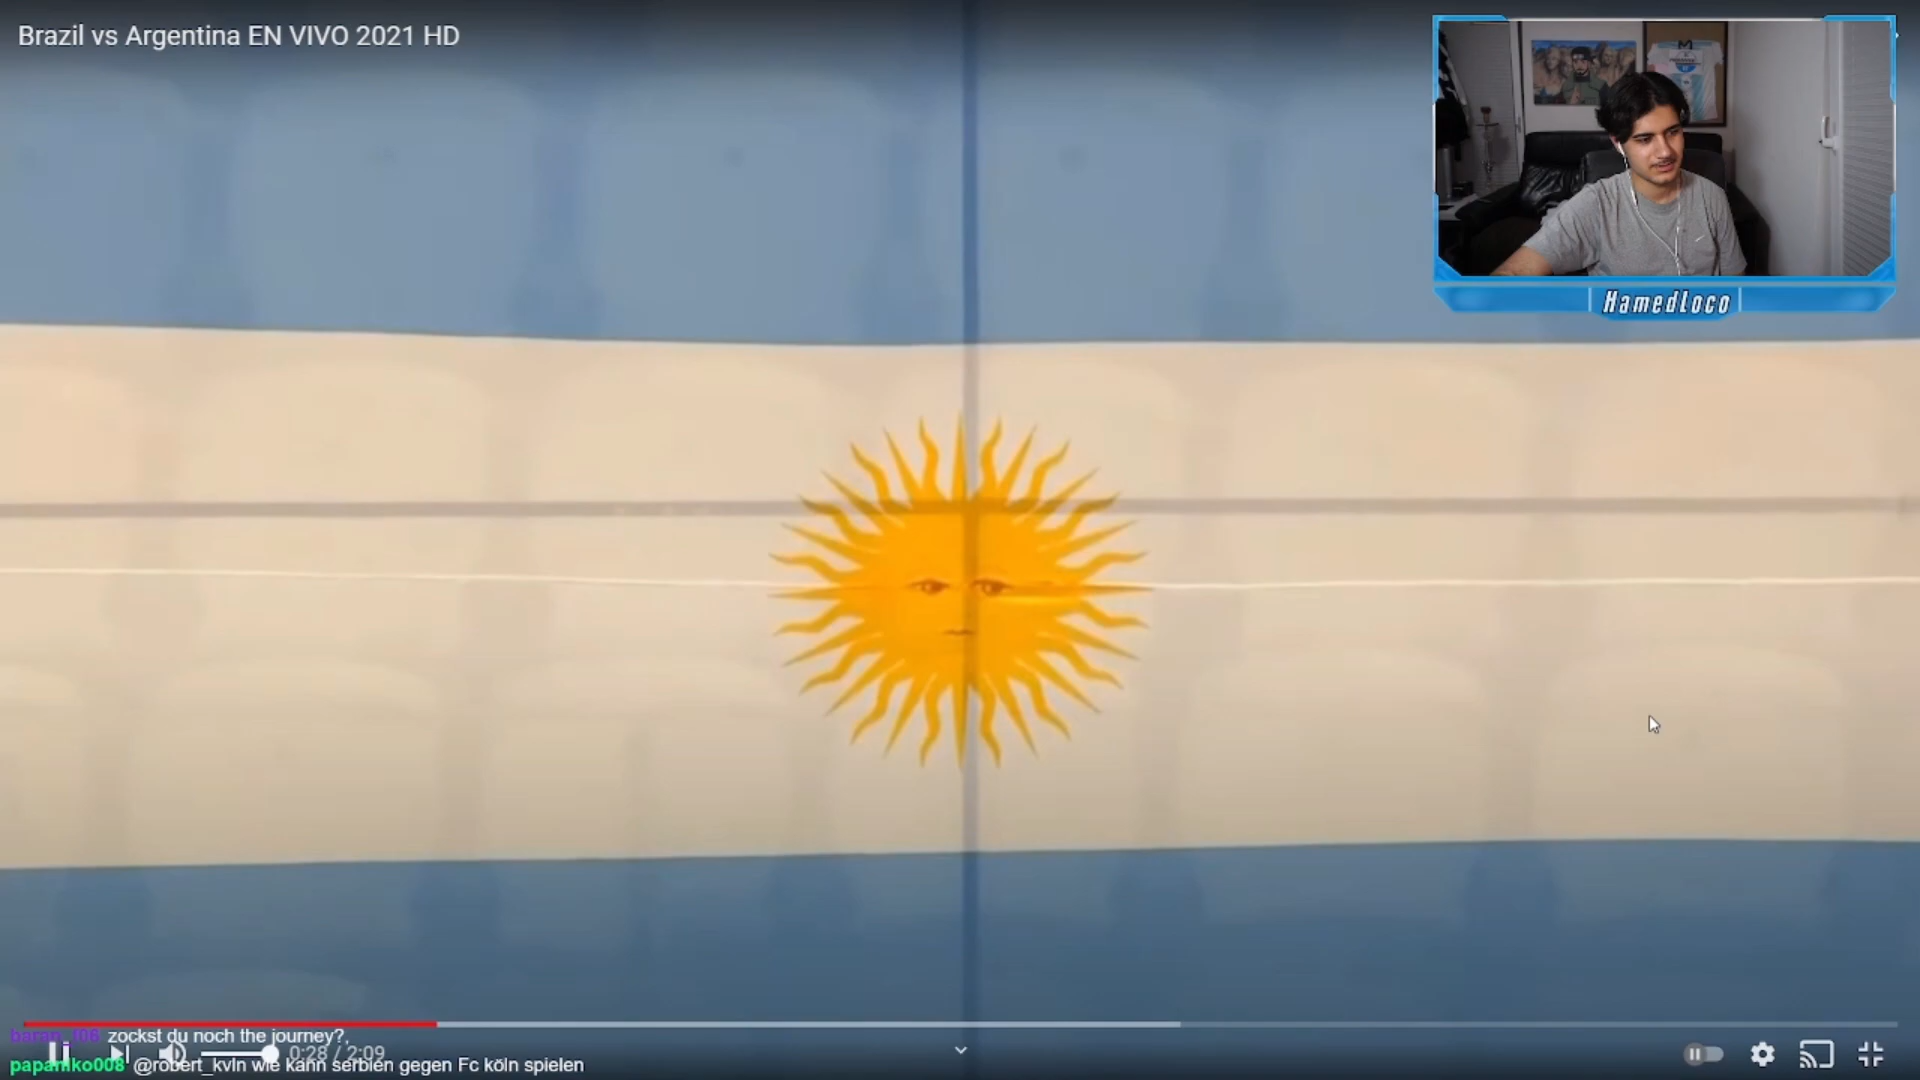 Brazil vs Argentina EN VIVO 2021 HD
HamedLoco
zockst du noch the journey?,
0:28 / 2:09
papamko008 @robert_kvln wie kann serbien gegen Fc köln spielen